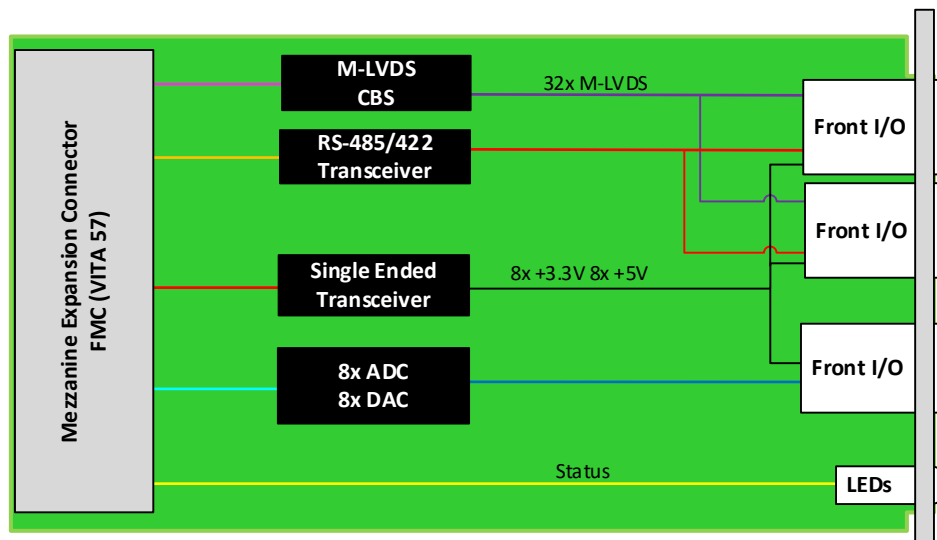 Mezzanine Expansion Connector
FMC (VITA 57)
M-LVDS
CBS
32x M-LVDS
Front I/O
RS-485/422
Transceiver
Front I/O
Single Ended
Transceiver
8x +3.3V 8x +5V
Front I/O
8x ADC
8x DAC
Status
LEDs